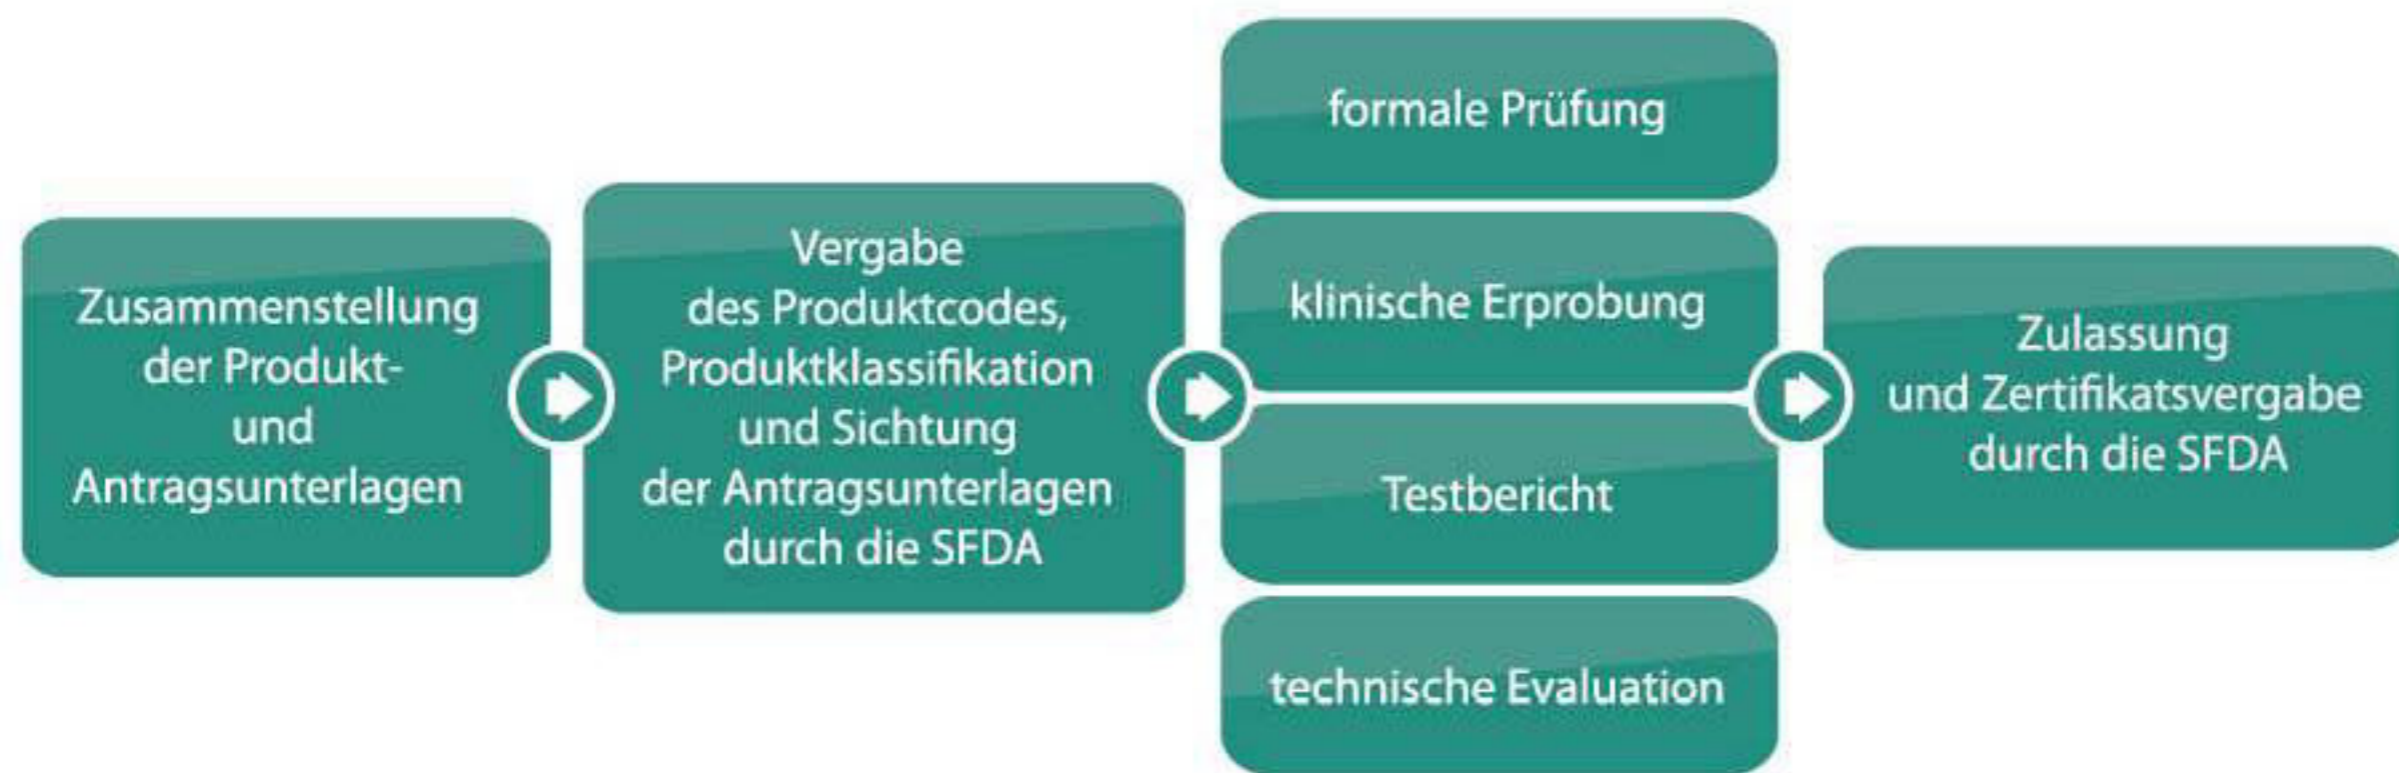 Zusammenstellung
der Produkt-
und
Antragsunterlagen
Vergabe
des Produktcodes,
Produktklassifikation
und Sichtung
der Antragsunterlagen
durch die SFDA
formale Prüfung
klinische Erprobung
Testbericht
technische Evaluation
Zulassung
und Zertifikatsvergabe
durch die SFDA